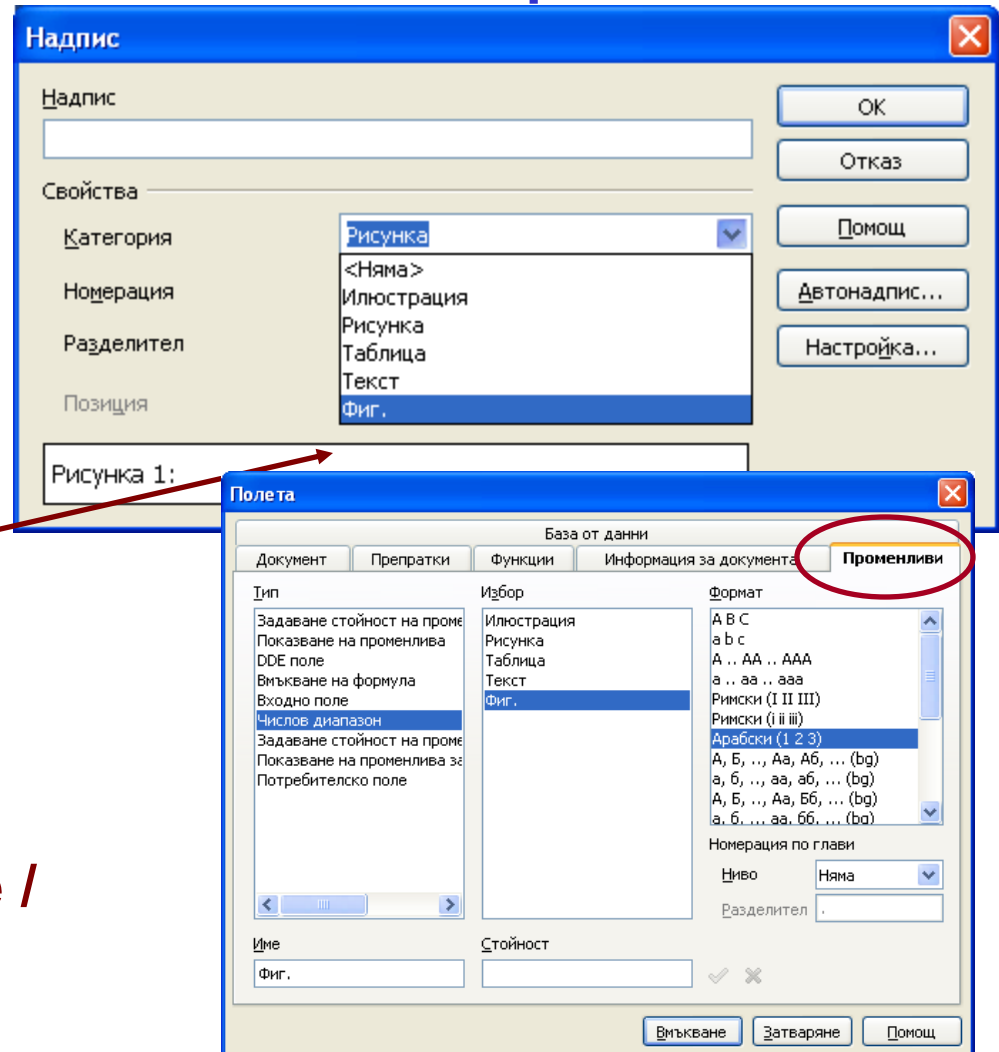 Надпис
Надпис
OK
Отказ
Свойства
Категория
Рисунка
Помощ
<Няма>
Илюстрация
Рисунка
Таблица
Текст
Фиг.
Номерация
Автонадпис...
Разделител
Настройка...
Позиция
Рисунка 1:
Полета
База от данни
Документ
Препратки
Функции
Информация за документа
Променливи
Тип
Задаване стойност на проме
Показване на променлива
DDE поле
Вмъкване на формула
Входно поле
Числов диапазон
Задаване стойност на проме
Показване на променлива за
Потребителско поле
Избор
Илюстрация
Рисунка
Таблица
Текст
Фиг.
Формат
A B C
a b c
A .. AA .. AAA
a .. aa .. aaa
Римски (I II III)
Римски (i ii iii)
Арабски (1 2 3)
А, Б, .., Аа, Аб, ... (bg)
а, б, ..., аа, аб, ... (bg)
А, Б, .., Аа, Бб, ... (bg)
а, б, ..., аа, бб, ... (bg)
Номерация по глави
Ниво
Няма
Разделител
.
/
Име
Фиг.
Стойност
Вмъкване
Затваряне
Помощ